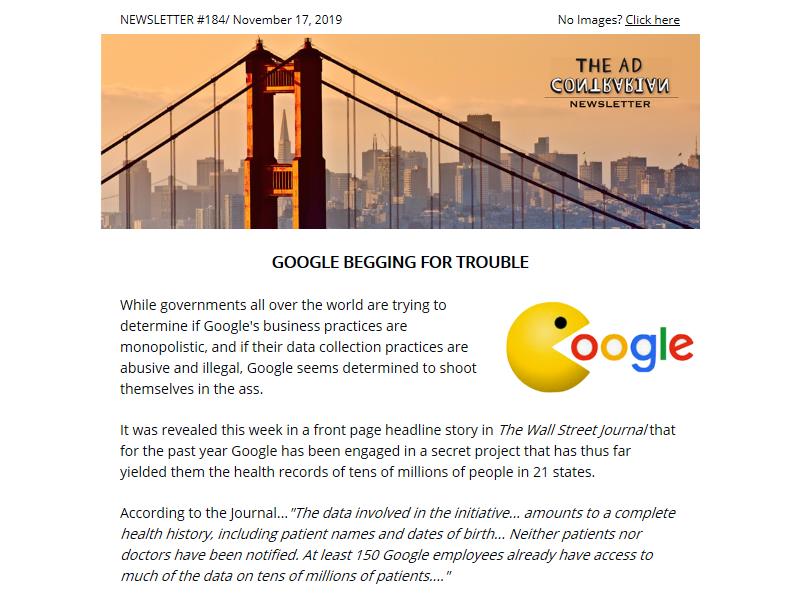 NEWSLETTER #184/ November 17, 2019
No Images? Click here
THE AD
CONTRARIAN
NEWSLETTER
GOOGLE BEGGING FOR TROUBLE
While governments all over the world are trying to
determine if Google's business practices are
monopolistic, and if their data collection practices are
abusive and illegal, Google seems determined to shoot
themselves in the ass.
oogle
It was revealed this week in a front page headline story in The Wall Street Journal that
for the past year Google has been engaged in a secret project that has thus far
yielded them the health records of tens of millions of people in 21 states.
According to the Journal..."The data involved in the initiative... amounts to a complete
health history, including patient names and dates of birth... Neither patients nor
doctors have been notified. At least 150 Google employees already have access to
much of the data on tens of millions of patients...."